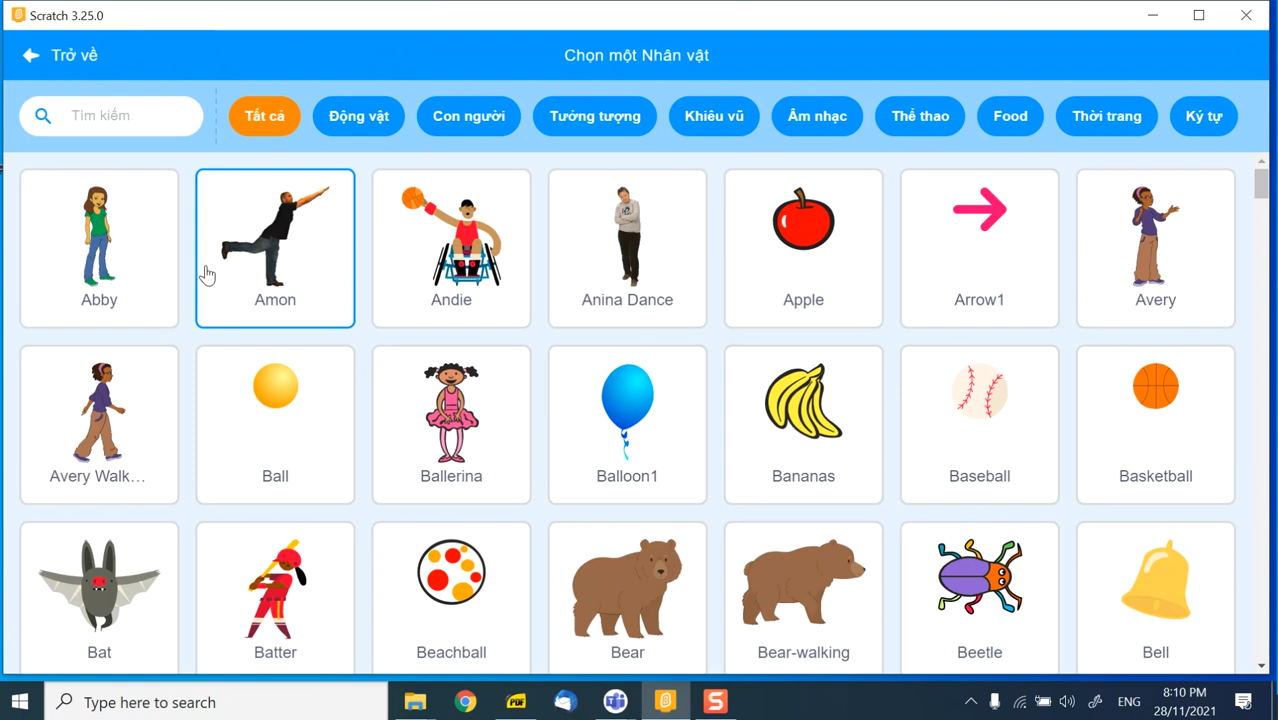 Scratch 3.25.0
Trở về
Chọn một Nhân vật
Tìm kiếm
Tất cả
Động vật
Con người
Tưởng tượng
Khiêu vũ
Âm nhạc
Thể thao
Food
Thời trang
Ký tự
Abby
Amon
Andie
Anina Dance
Apple
Arrow1
Avery
Avery Walk…
Ball
Ballerina
Balloon1
Bananas
Baseball
Basketball
Bat
Batter
Beachball
Bear
Bear-walking
Beetle
Bell
Type here to search
PDF
S
ENG
8:10 PM
28/11/2021